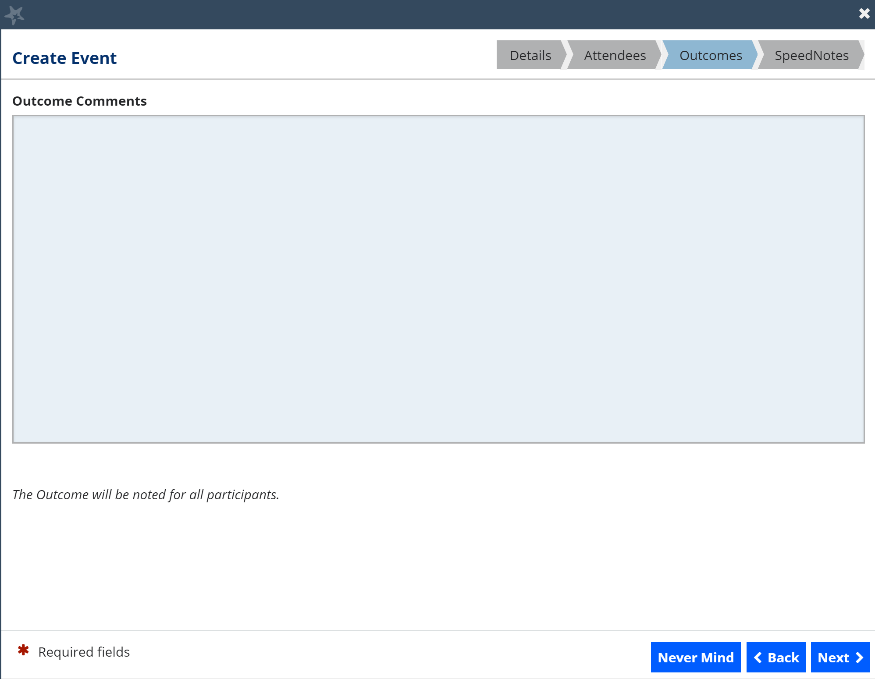 Create Event
Details
Attendees
Outcomes
SpeedNotes
Outcome Comments
The Outcome will be noted for all participants.
* Required fields
Never Mind
Back
Next